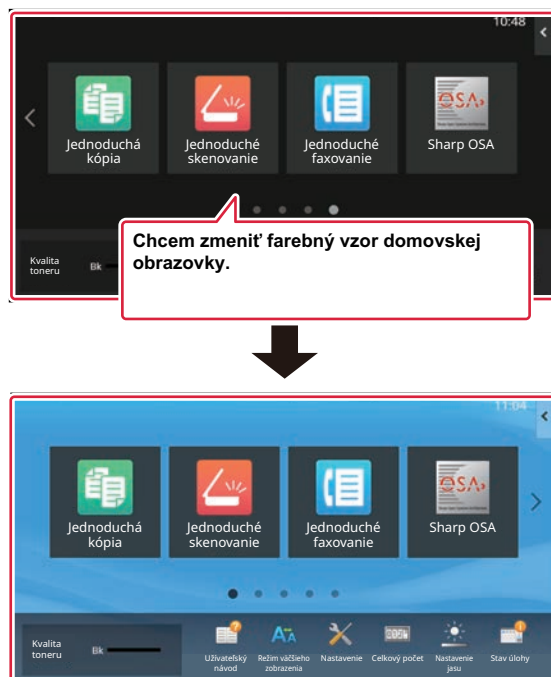 10:48
Jednoduchá
kópia
Jednoduché
skenovanie
Jednoduché
faxovanie
OSA
Sharp OSA
Chcem zmeniť farebný vzor domovskej
obrazovky.
Kvalita
toneru
Bk
11:04
Jednoduchá
kópia
Jednoduché
skenovanie
Jednoduché
faxovanie
OSA
Sharp OSA
Kvalita
toneru
Bk
Užívateľský
návod
Režim väčšieho
zobrazenia
Nastavenie
Celkový počet
Nastavenie
jasu
Stav úlohy